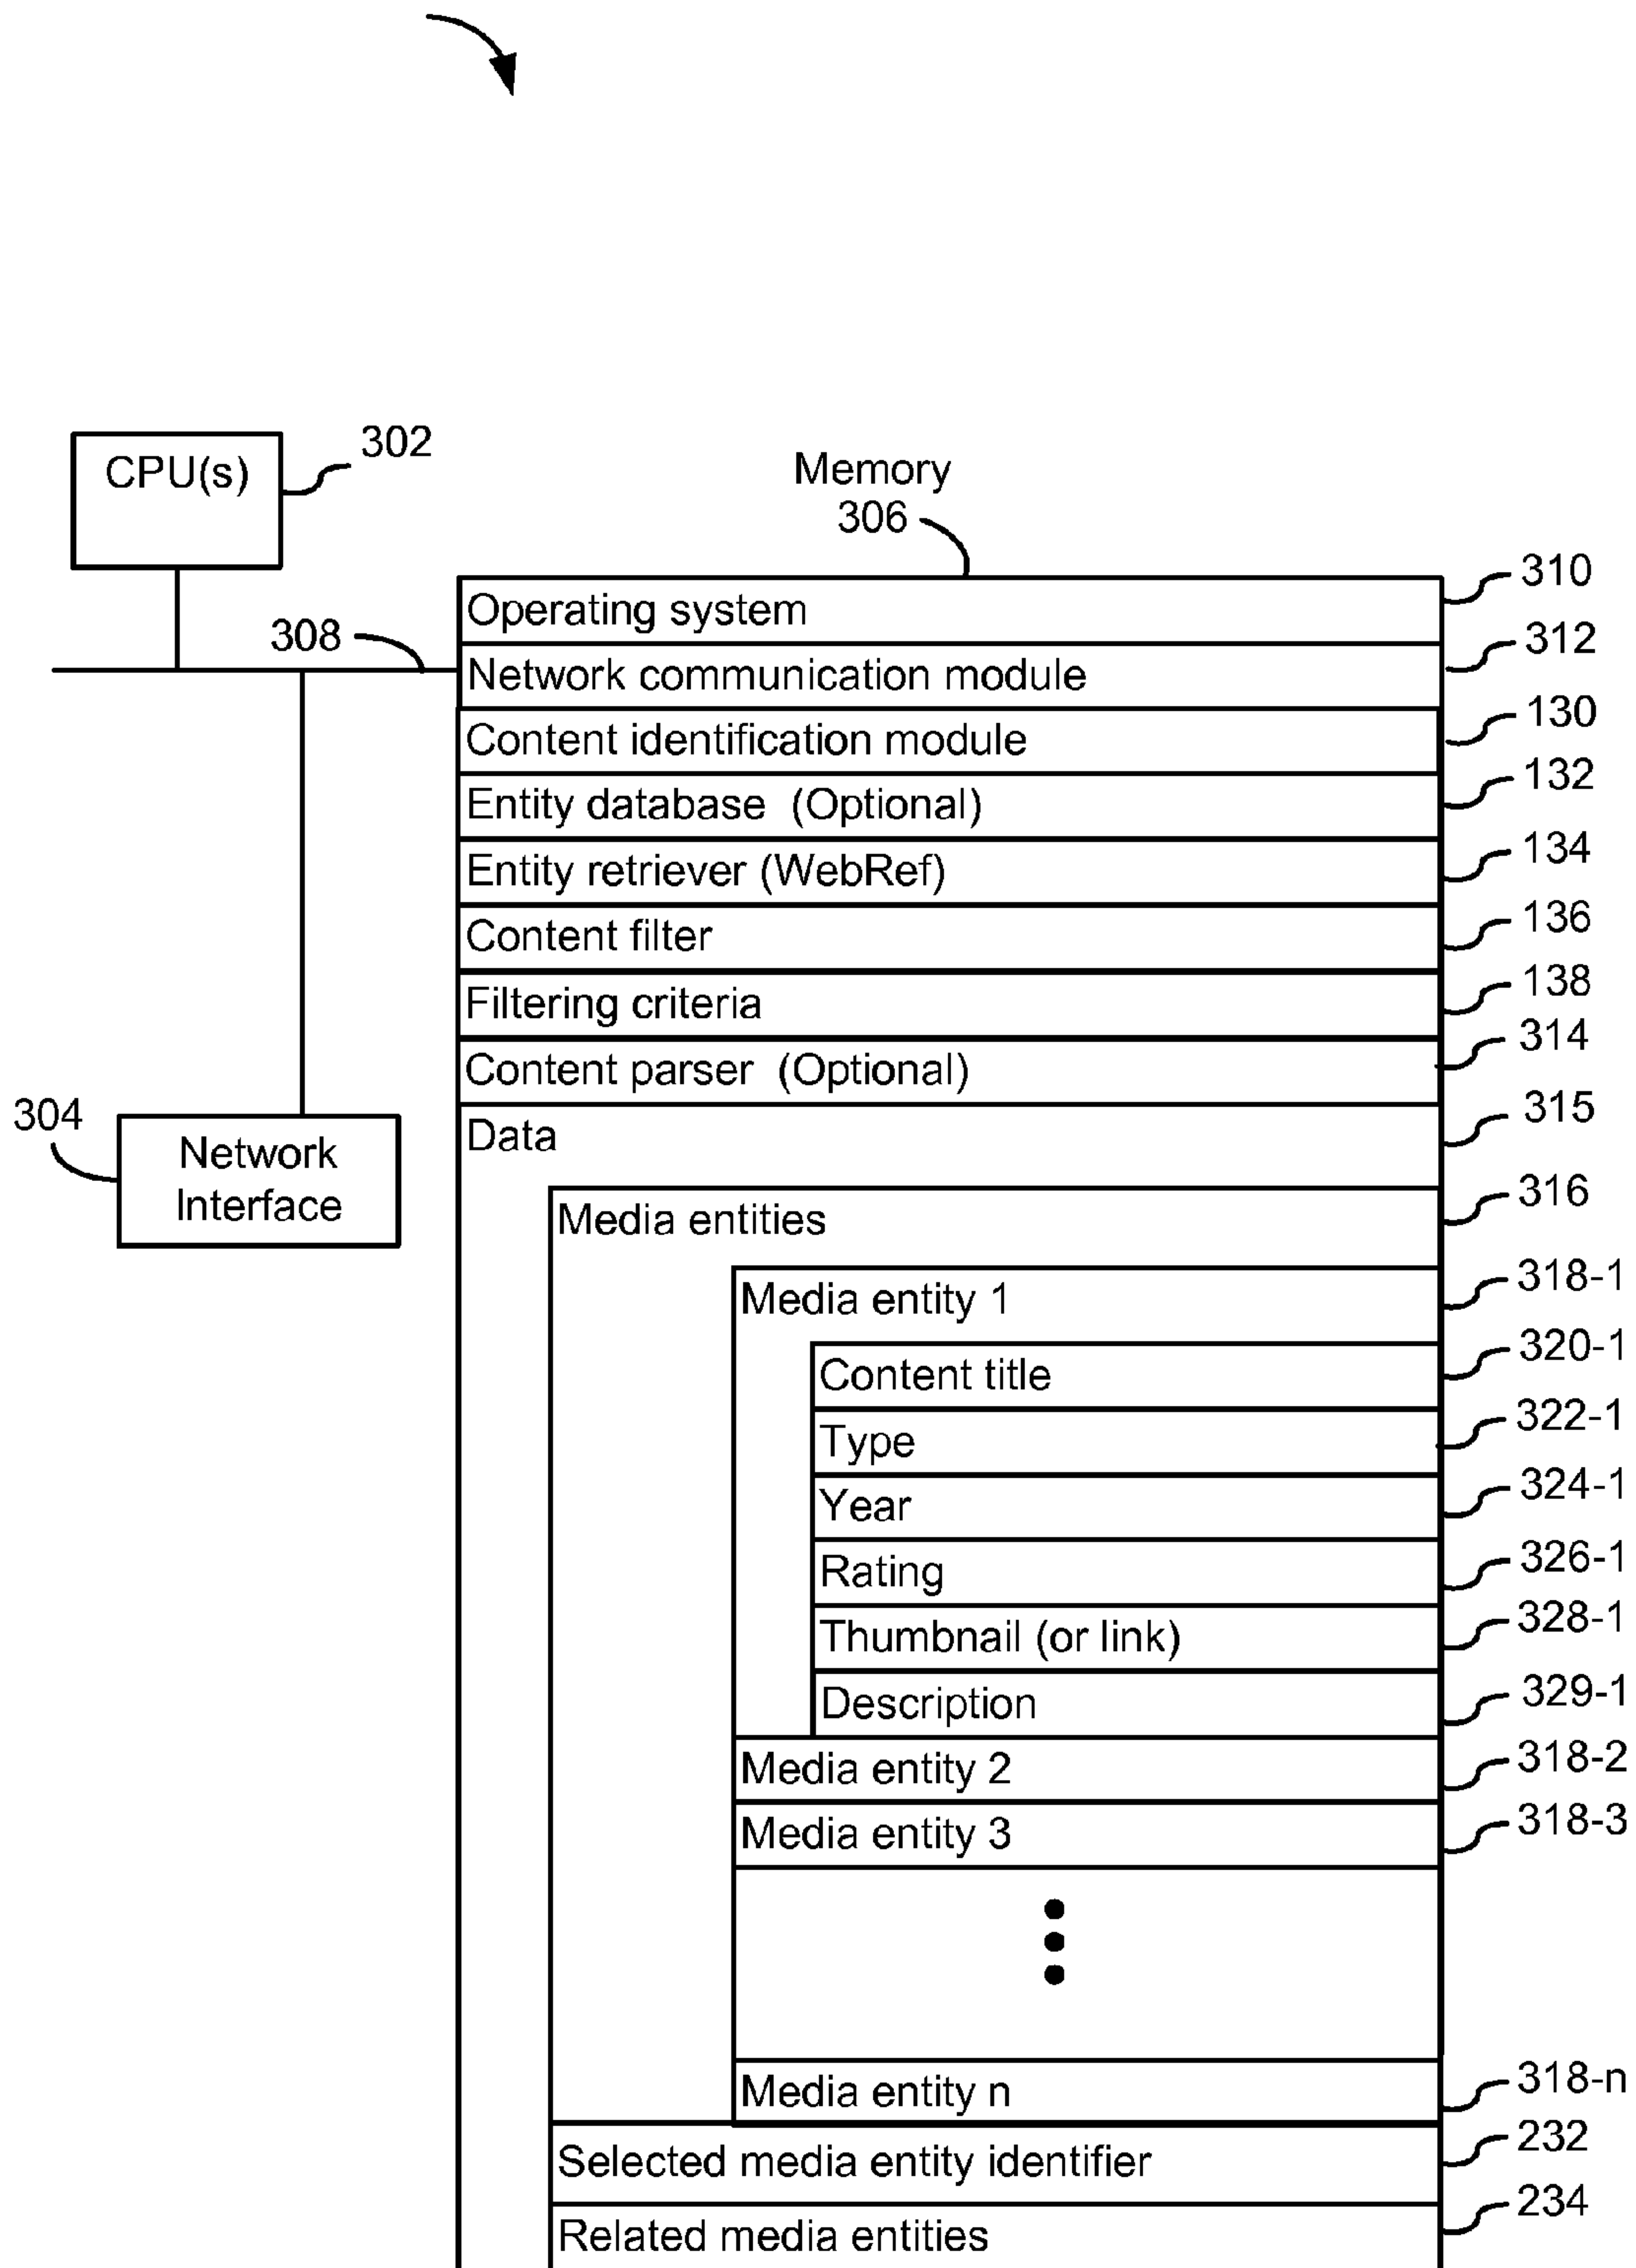 CPU(s)
302
Memory
306
308
Operating system
310
Network communication module
312
Content identification module
130
Entity database  (Optional)
132
Entity retriever (WebRef)
134
Content filter
136
Filtering criteria
138
Content parser  (Optional)
314
304
Network
Interface
Data
315
Media entities
316
Media entity 1
318-1
Content title
320-1
Type
322-1
Year
324-1
Rating
326-1
Thumbnail (or link)
328-1
Description
329-1
Media entity 2
318-2
Media entity 3
318-3
Media entity n
318-n
Selected media entity identifier
232
Related media entities
234